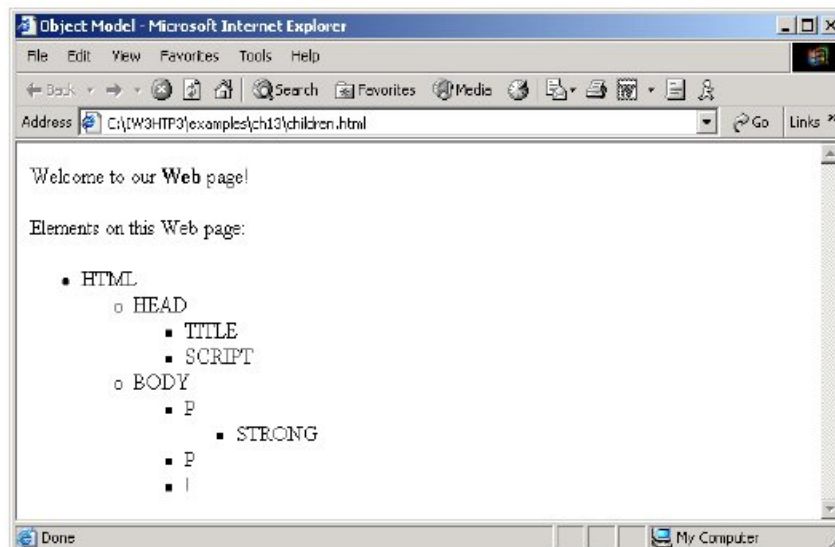 Object Model - Microsoft Internet Explorer
File Edit View Favorites Tools Help
Back Search Favorites Media
Address C:\IW3HTP3\examples\ch13\children.html Go Links »
Welcome to our Web page!
Elements on this Web page:
• HTML
○ HEAD
▪ TITLE
▪ SCRIPT
○ BODY
▪ P
▪ STRONG
▪ P
▪ !
Done My Computer